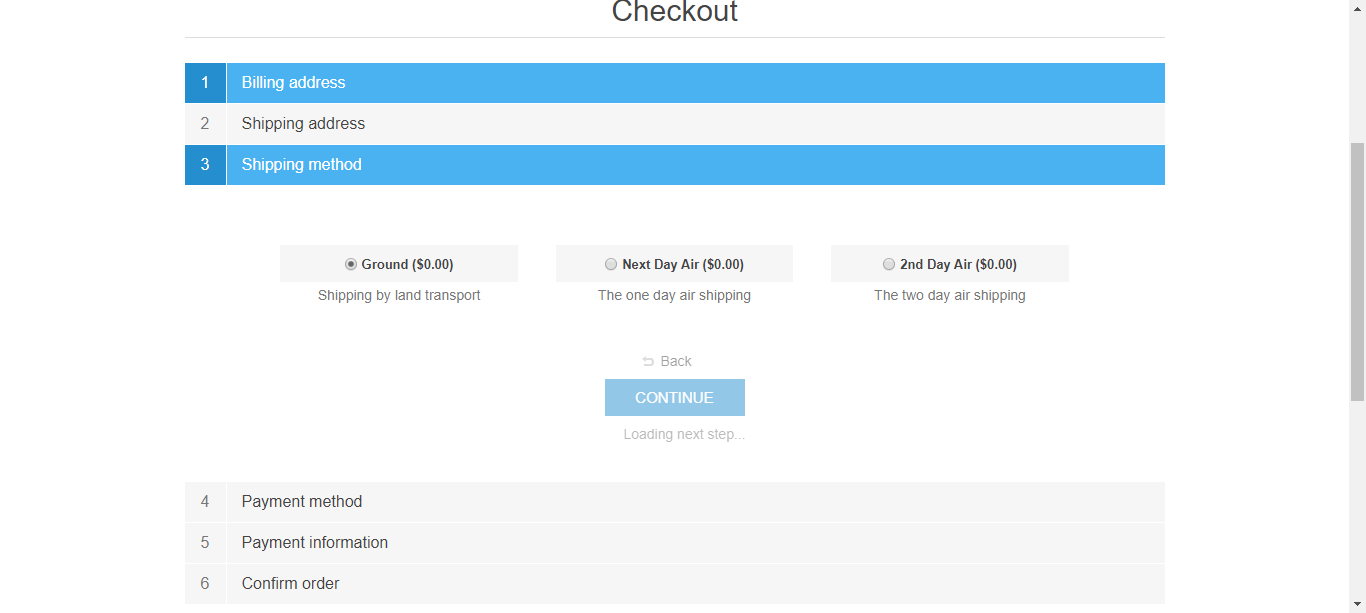 Checkout
1 Billing address
2 Shipping address
3 Shipping method
Ground ($0.00) Next Day Air ($0.00) 2nd Day Air ($0.00)
Shipping by land transport The one day air shipping The two day air shipping
Back
CONTINUE
Loading next step...
4 Payment method
5 Payment information
6 Confirm order